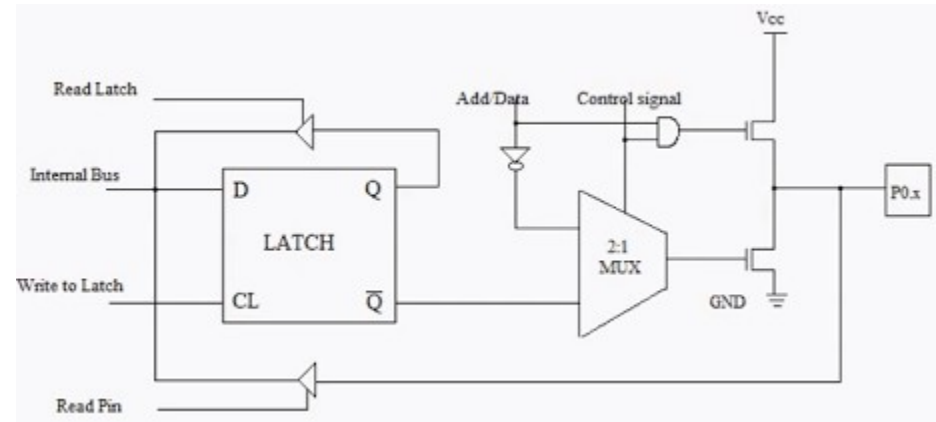 Vcc
Read Latch
Add/Data
Control signal
Internal Bus
D
Q
P0.x
LATCH
2:1
MUX
Write to Latch
CL
Q̅
GND
Read Pin